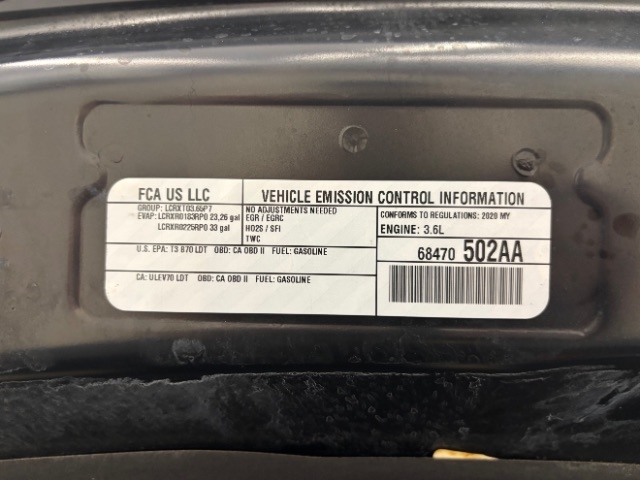 FCA US LLC
VEHICLE EMISSION CONTROL INFORMATION
GROUP: LCRXT03.65P7
EVAP: LCRXR0183RP0 23,26 gal
LCRXR0225RP0 33 gal
NO ADJUSTMENTS NEEDED
EGR / EGRC
HO2S / SFI
TWC
CONFORMS TO REGULATIONS: 2020 MY
ENGINE: 3.6L
U.S. EPA: T3 B70 LDT OBD: CA OBD II FUEL: GASOLINE
68470 502AA
CA: ULEV70 LDT OBD: CA OBD II FUEL: GASOLINE